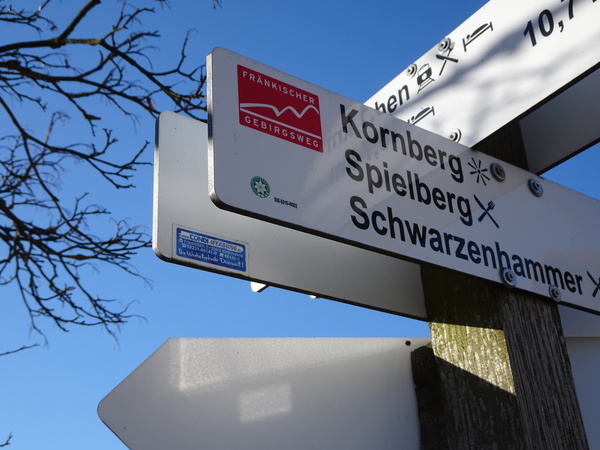 10,7
hen
FRÄNKISCHER
GEBIRGSWEG
Kornberg
Spielberg
Schwarzenhammer